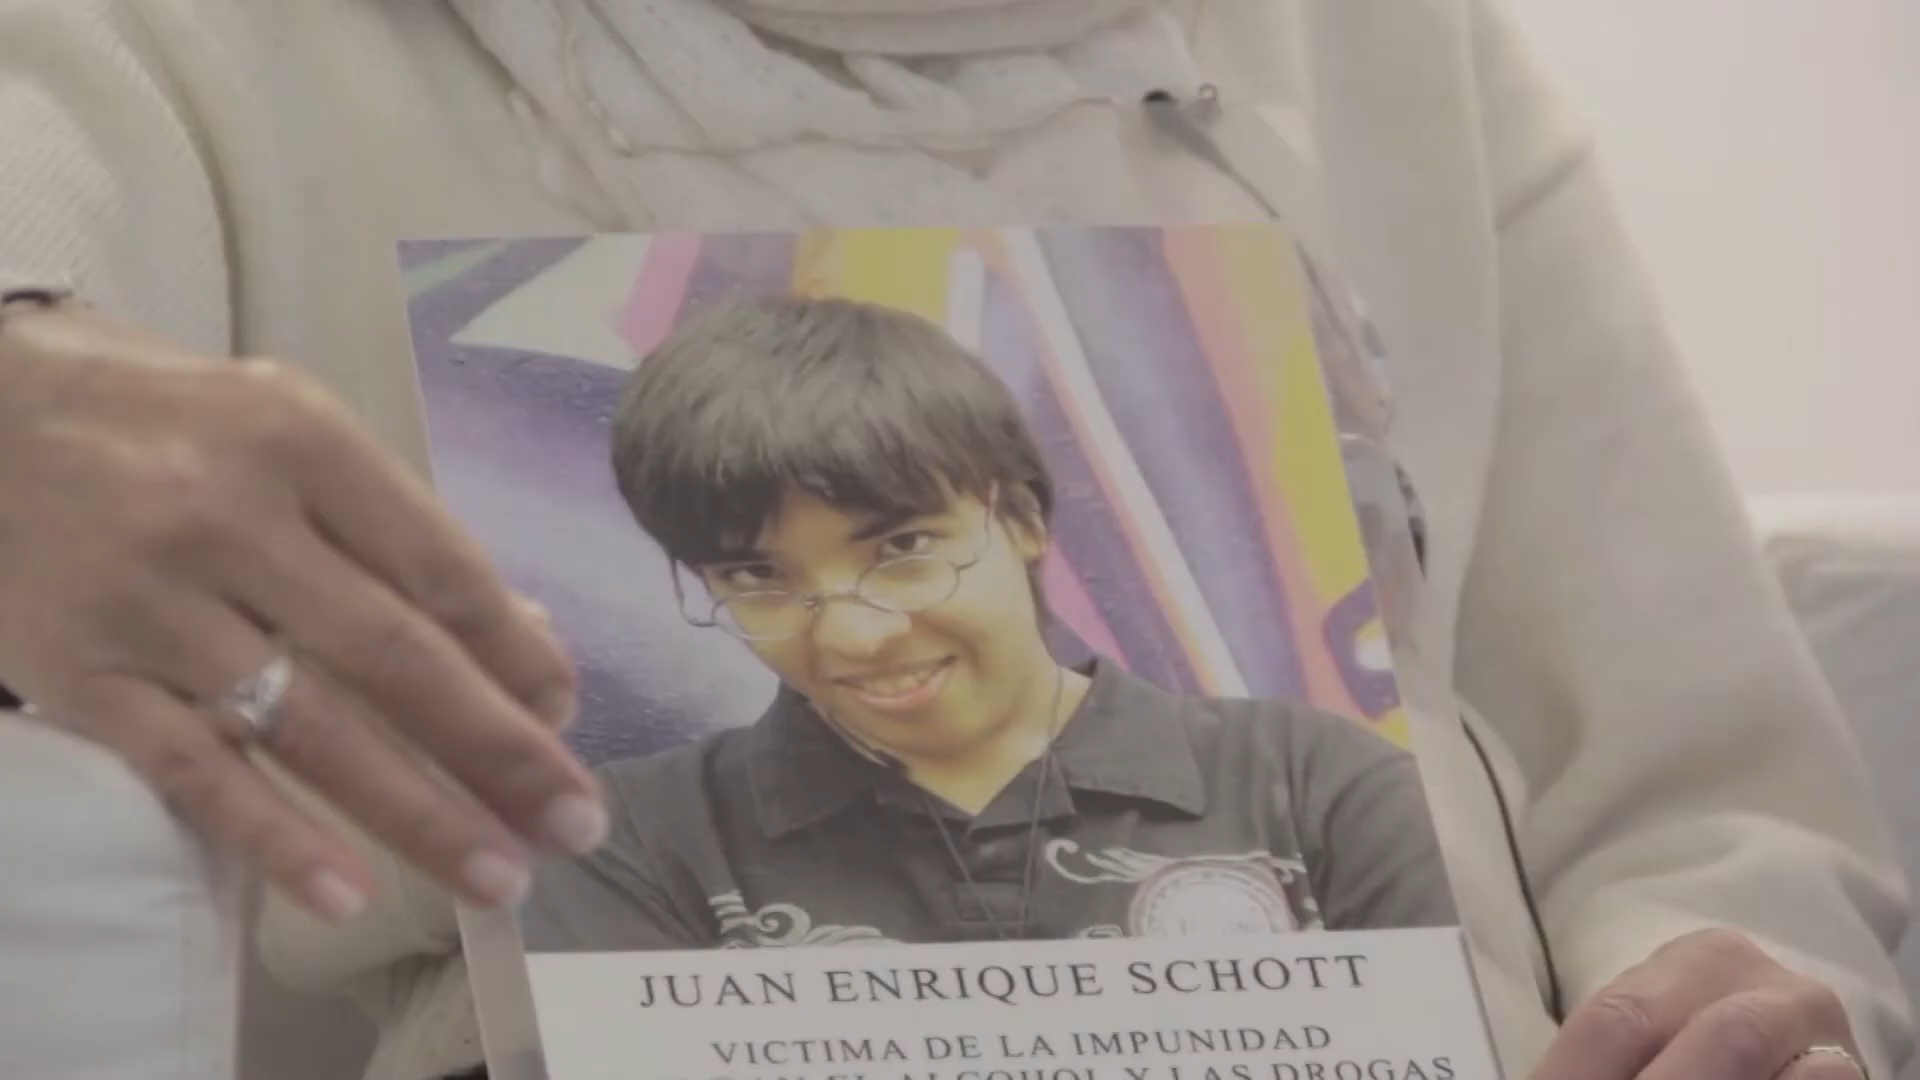 JUAN ENRIQUE SCHOTT
VICTIMA DE LA IMPUNIDAD
EL ALCOHOL Y LAS DROGAS